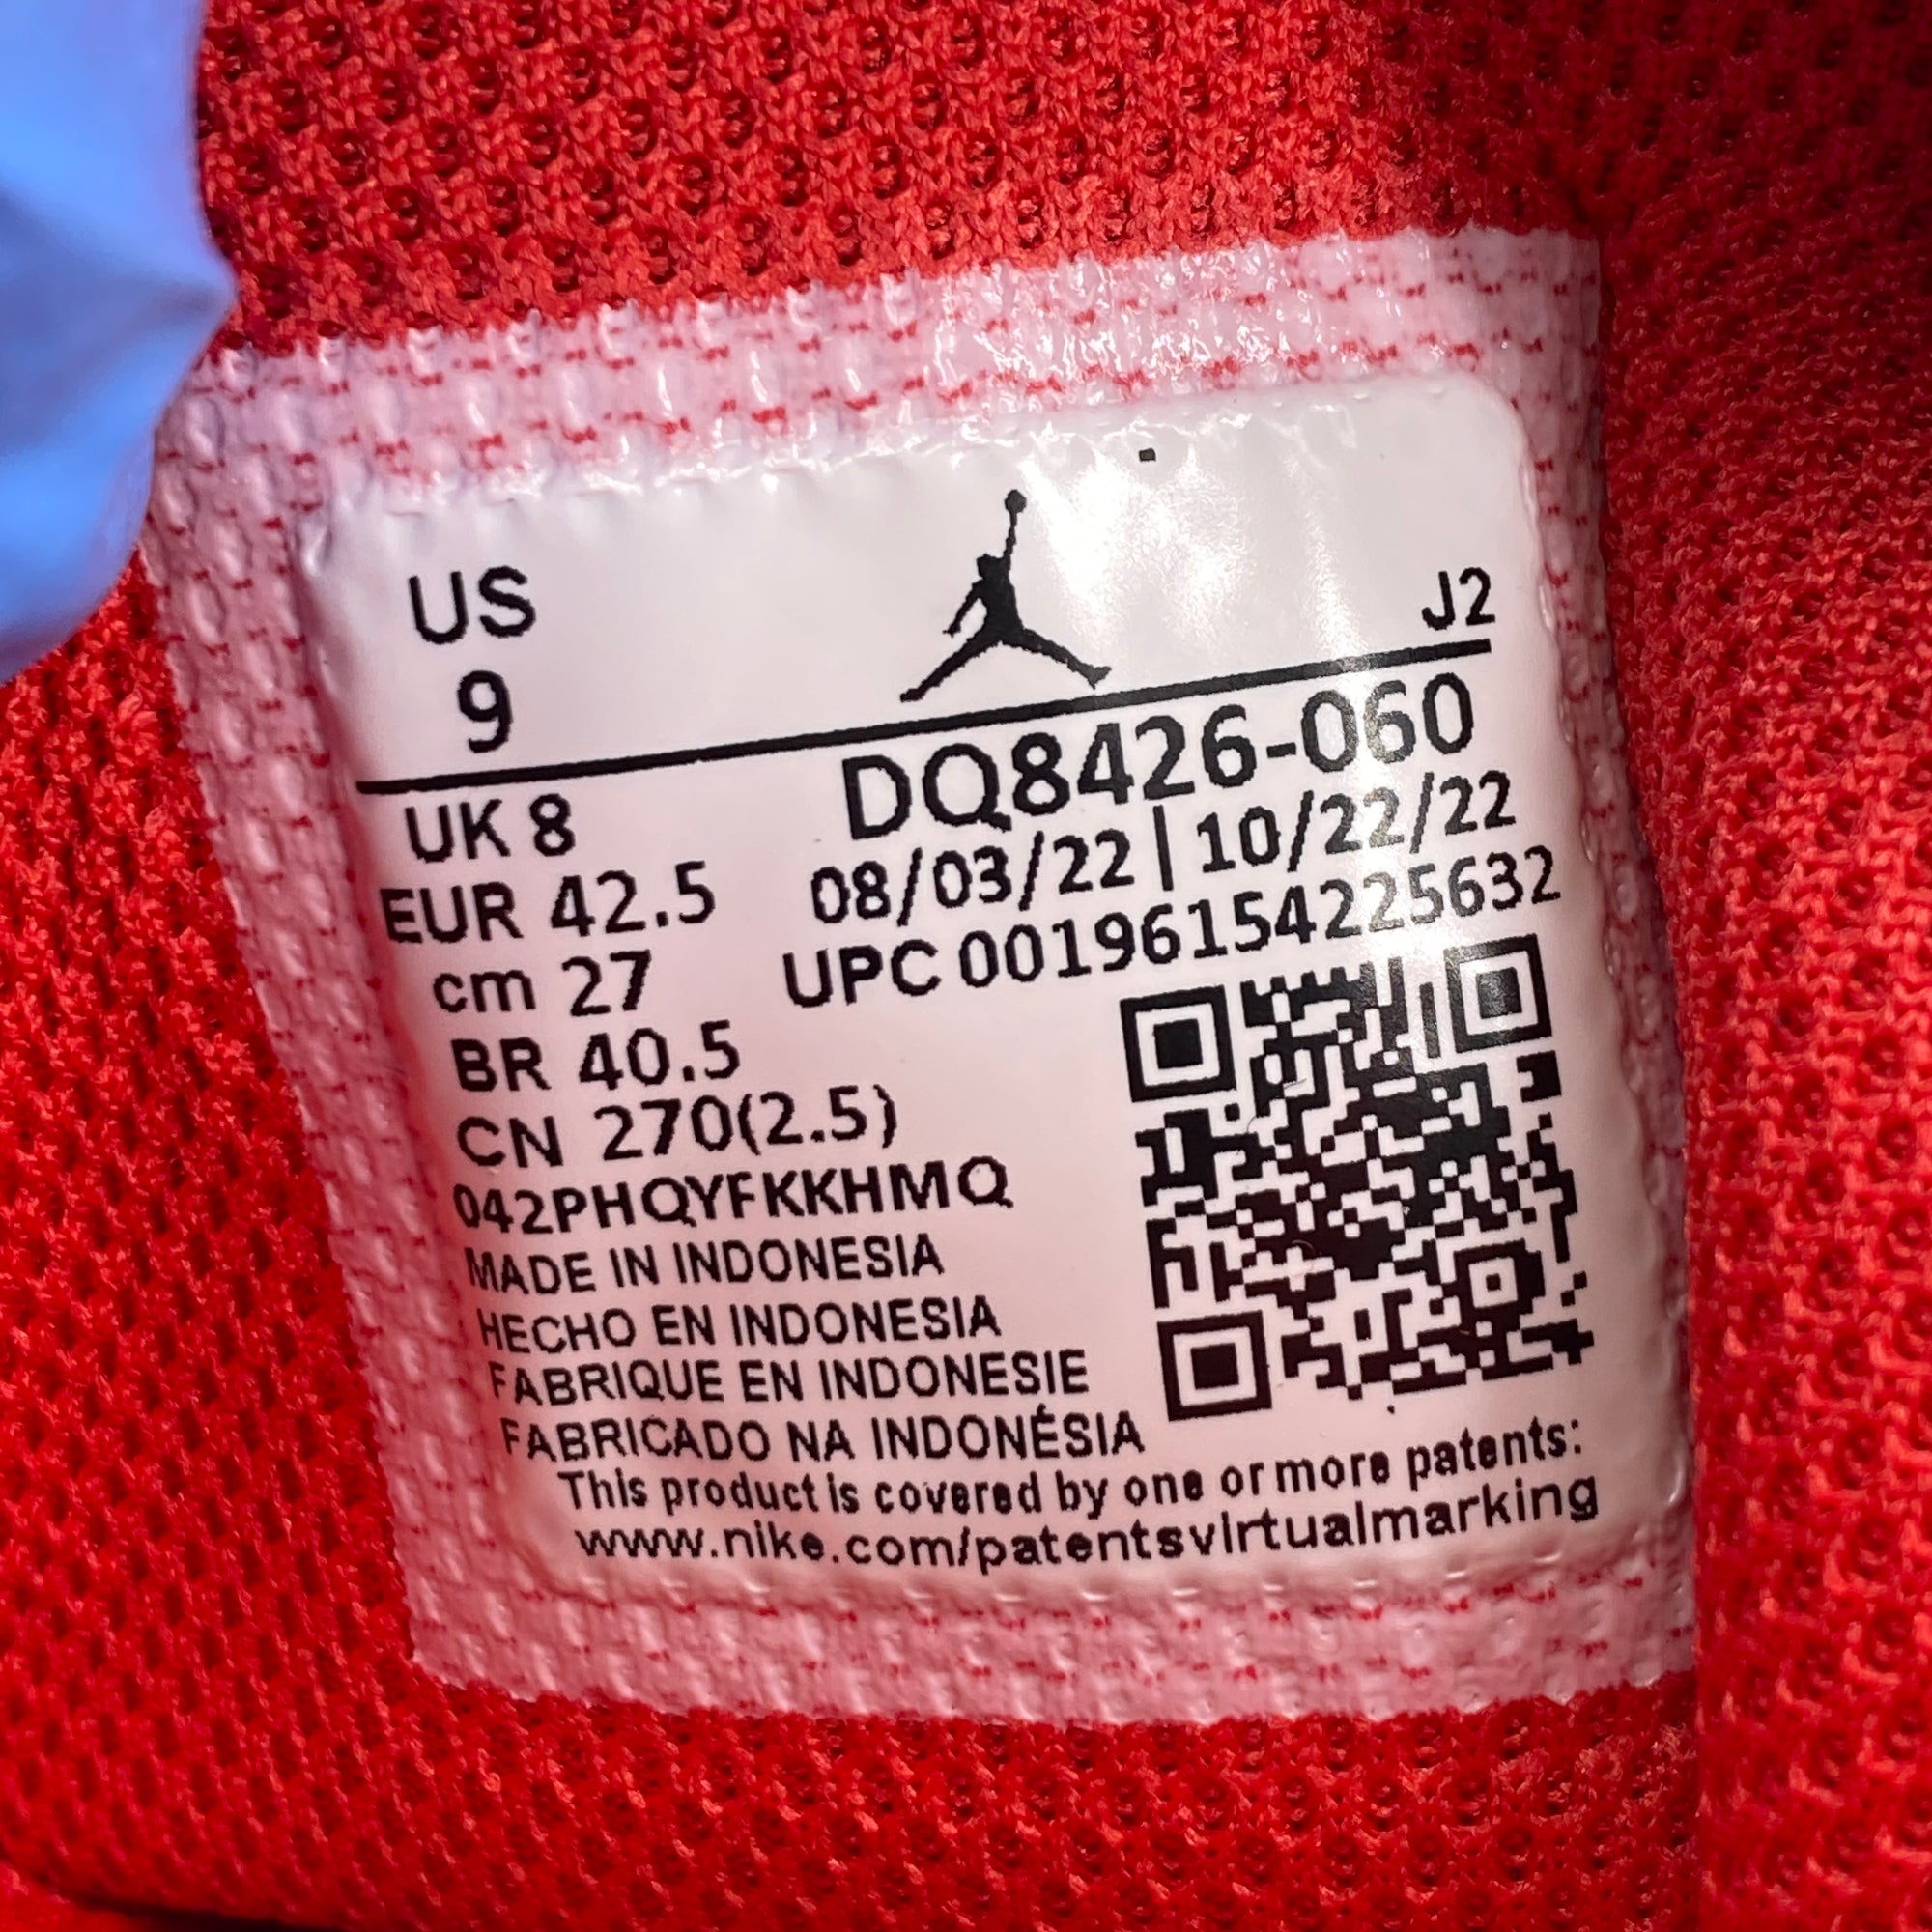 US
9
J2
UK 8
EUR 42.5
cm 27
BR 40.5
CN 270(2.5)
DQ8426-060
08/03/22 | 10/22/22
UPC 00196154225632
042PHQYFKKHMQ
MADE IN INDONESIA
HECHO EN INDONESIA
FABRIQUE EN INDONESIE
FABRICADO NA INDONÉSIA
This product is covered by one or more patents:
www.nike.com/patentsvirtualmarking